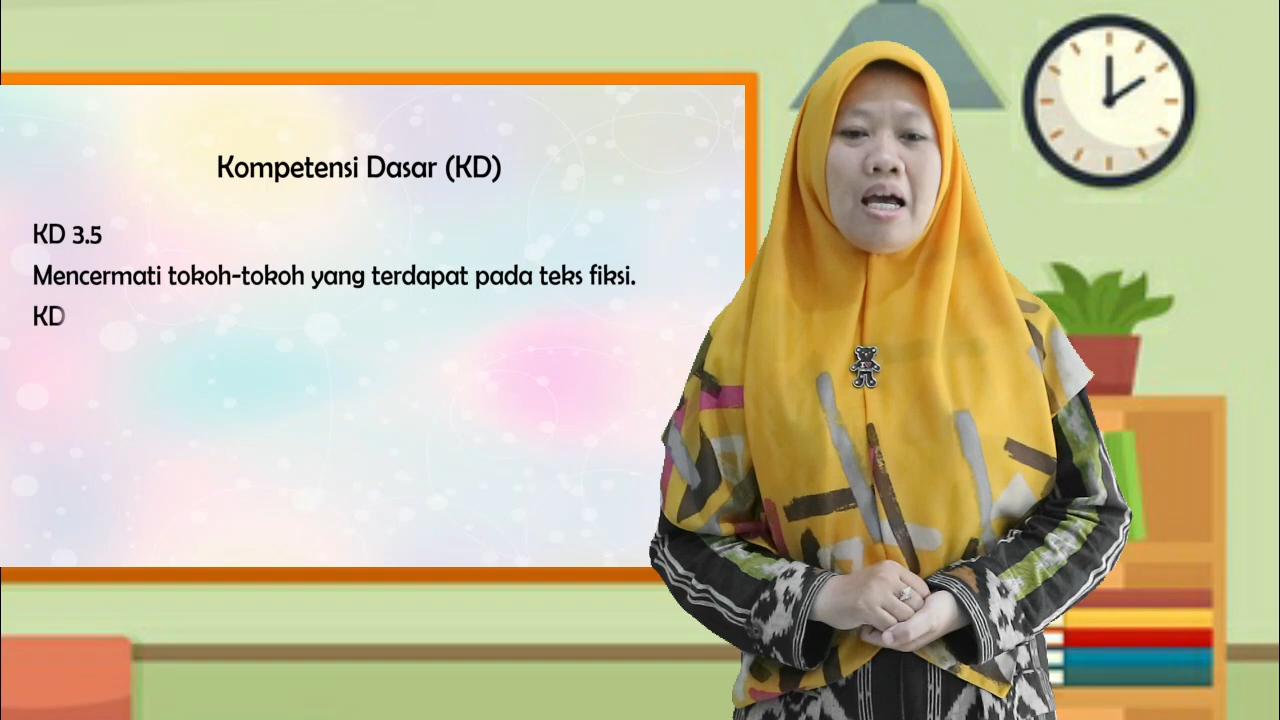 Kompetensi Dasar (KD)
KD 3.5
Mencermati tokoh-tokoh yang terdapat pada teks fiksi.
KD